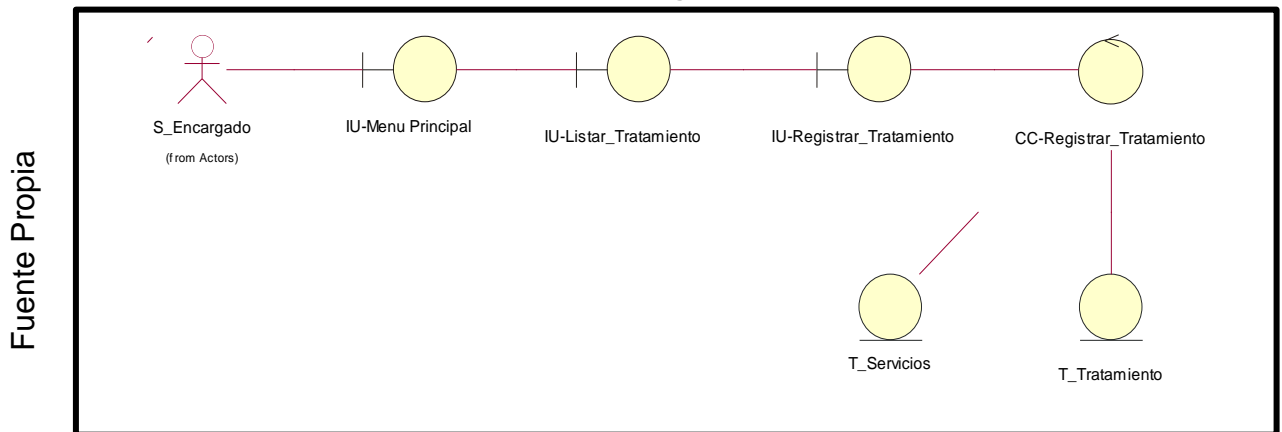 S_Encargado
(from Actors)
IU-Menu Principal
IU-Listar_Tratamiento
IU-Registrar_Tratamiento
CC-Registrar_Tratamiento
T_Servicios
T_Tratamiento
Fuente Propia